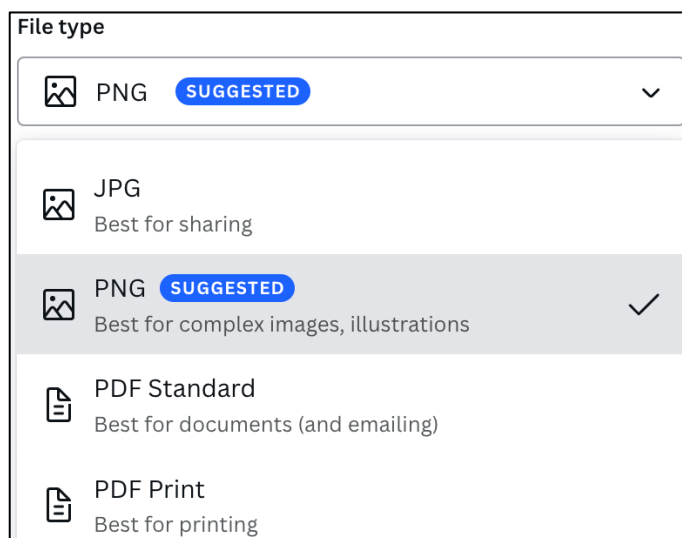 File type
PNG SUGGESTED
JPG
Best for sharing
PNG SUGGESTED
Best for complex images, illustrations
PDF Standard
Best for documents (and emailing)
PDF Print
Best for printing